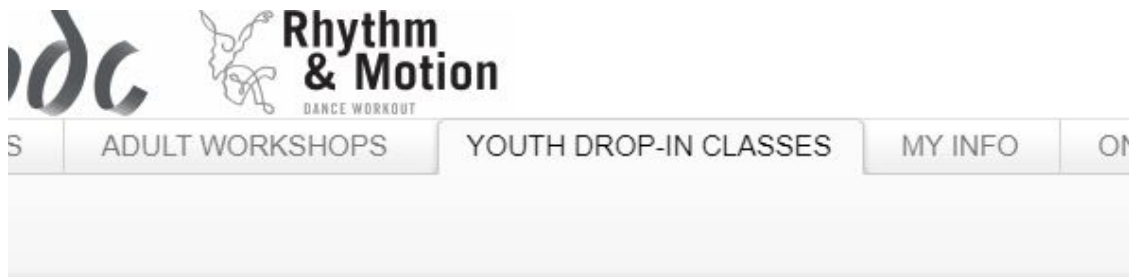 Rhythm
& Motion
DANCE WORKOUT
S ADULT WORKSHOPS YOUTH DROP-IN CLASSES MY INFO